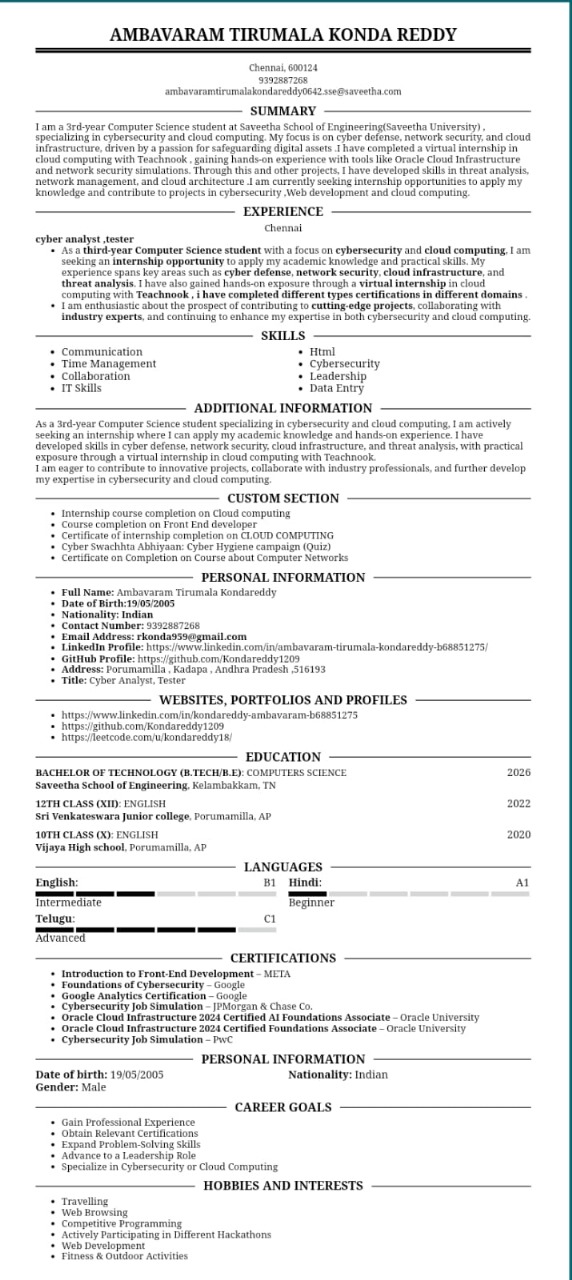 AMBAVARAM TIRUMALA KONDA REDDY
Chennai, 600124
9392887268
ambavaramtirumalakondareddy0642.sse@saveetha.com
SUMMARY
I am a 3rd-year Computer Science student at Saveetha School of Engineering(Saveetha University) ,
specializing in cybersecurity and cloud computing. My focus is on cyber defense, network security, and cloud
infrastructure, driven by a passion for safeguarding digital assets .I have completed a virtual internship in
cloud computing with Teachnook , gaining hands-on experience with tools like Oracle Cloud Infrastructure
and network security simulations. Through this and other projects, I have developed skills in threat analysis,
network management, and cloud architecture .I am currently seeking internship opportunities to apply my
knowledge and contribute to projects in cybersecurity ,Web development and cloud computing.
EXPERIENCE
Chennai
cyber analyst ,tester
• As a third-year Computer Science student with a focus on cybersecurity and cloud computing, I am
seeking an internship opportunity to apply my academic knowledge and practical skills. My
experience spans key areas such as cyber defense, network security, cloud infrastructure, and
threat analysis. I have also gained hands-on exposure through a virtual internship in cloud
computing with Teachnook , i have completed different types certifications in different domains .
• I am enthusiastic about the prospect of contributing to cutting-edge projects, collaborating with
industry experts, and continuing to enhance my expertise in both cybersecurity and cloud computing.
SKILLS
• Communication
• Time Management
• Collaboration
• IT Skills
• Html
• Cybersecurity
• Leadership
• Data Entry
ADDITIONAL INFORMATION
As a 3rd-year Computer Science student specializing in cybersecurity and cloud computing, I am actively
seeking an internship where I can apply my academic knowledge and hands-on experience. I have
developed skills in cyber defense, network security, cloud infrastructure, and threat analysis, with practical
exposure through a virtual internship in cloud computing with Teachnook.
I am eager to contribute to innovative projects, collaborate with industry professionals, and further develop
my expertise in cybersecurity and cloud computing.
CUSTOM SECTION
• Internship course completion on Cloud computing
• Course completion on Front End developer
• Certificate of internship completion on CLOUD COMPUTING
• Cyber Swachhta Abhiyaan: Cyber Hygiene campaign (Quiz)
• Certificate on Completion on Course about Computer Networks
PERSONAL INFORMATION
• Full Name: Ambavaram Tirumala Kondareddy
• Date of Birth:19/05/2005
• Nationality: Indian
• Contact Number: 9392887268
• Email Address: rkonda959@gmail.com
• LinkedIn Profile: https://www.linkedin.com/in/ambavaram-tirumala-kondareddy-b68851275/
• GitHub Profile: https://github.com/Kondareddy1209
• Address: Porumamilla , Kadapa , Andhra Pradesh ,516193
• Title: Cyber Analyst, Tester
WEBSITES, PORTFOLIOS AND PROFILES
• https://www.linkedin.com/in/kondareddy-ambavaram-b68851275
• https://github.com/Kondareddy1209
• https://leetcode.com/u/kondareddy18/
EDUCATION
BACHELOR OF TECHNOLOGY (B.TECH/B.E): COMPUTERS SCIENCE 2026
Saveetha School of Engineering, Kelambakkam, TN
12TH CLASS (XII): ENGLISH 2022
Sri Venkateswara Junior college, Porumamilla, AP
10TH CLASS (X): ENGLISH 2020
Vijaya High school, Porumamilla, AP
LANGUAGES
English: B1
Intermediate
Hindi: A1
Beginner
Telugu: C1
Advanced
CERTIFICATIONS
• Introduction to Front-End Development – META
• Foundations of Cybersecurity – Google
• Google Analytics Certification – Google
• Cybersecurity Job Simulation – JPMorgan & Chase Co.
• Oracle Cloud Infrastructure 2024 Certified AI Foundations Associate – Oracle University
• Oracle Cloud Infrastructure 2024 Certified Foundations Associate – Oracle University
• Cybersecurity Job Simulation – PwC
PERSONAL INFORMATION
Date of birth: 19/05/2005 Nationality: Indian
Gender: Male
CAREER GOALS
• Gain Professional Experience
• Obtain Relevant Certifications
• Expand Problem-Solving Skills
• Advance to a Leadership Role
• Specialize in Cybersecurity or Cloud Computing
HOBBIES AND INTERESTS
• Travelling
• Web Browsing
• Competitive Programming
• Actively Participating in Different Hackathons
• Web Development
• Fitness & Outdoor Activities